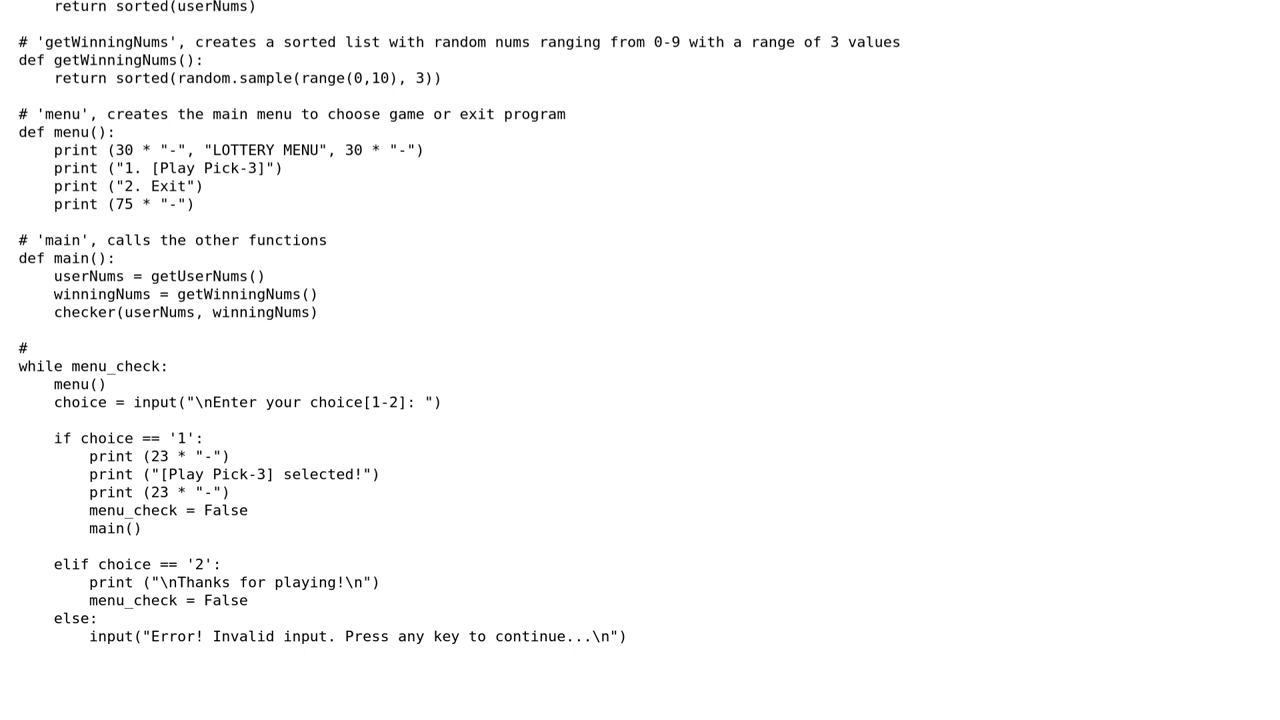 return sorted(userNums)
# 'getWinningNums', creates a sorted list with random nums ranging from 0-9 with a range of 3 values
def getWinningNums():
    return sorted(random.sample(range(0,10), 3))
# 'menu', creates the main menu to choose game or exit program
def menu():
    print (30 * "-", "LOTTERY MENU", 30 * "-")
    print ("1. [Play Pick-3]")
    print ("2. Exit")
    print (75 * "-")
# 'main', calls the other functions
def main():
    userNums = getUserNums()
    winningNums = getWinningNums()
    checker(userNums, winningNums)
#
while menu_check:
    menu()
    choice = input("\nEnter your choice[1-2]: ")
    if choice == '1':
        print (23 * "-")
        print ("[Play Pick-3] selected!")
        print (23 * "-")
        menu_check = False
        main()
    elif choice == '2':
        print ("\nThanks for playing!\n")
        menu_check = False
    else:
        input("Error! Invalid input. Press any key to continue...\n")